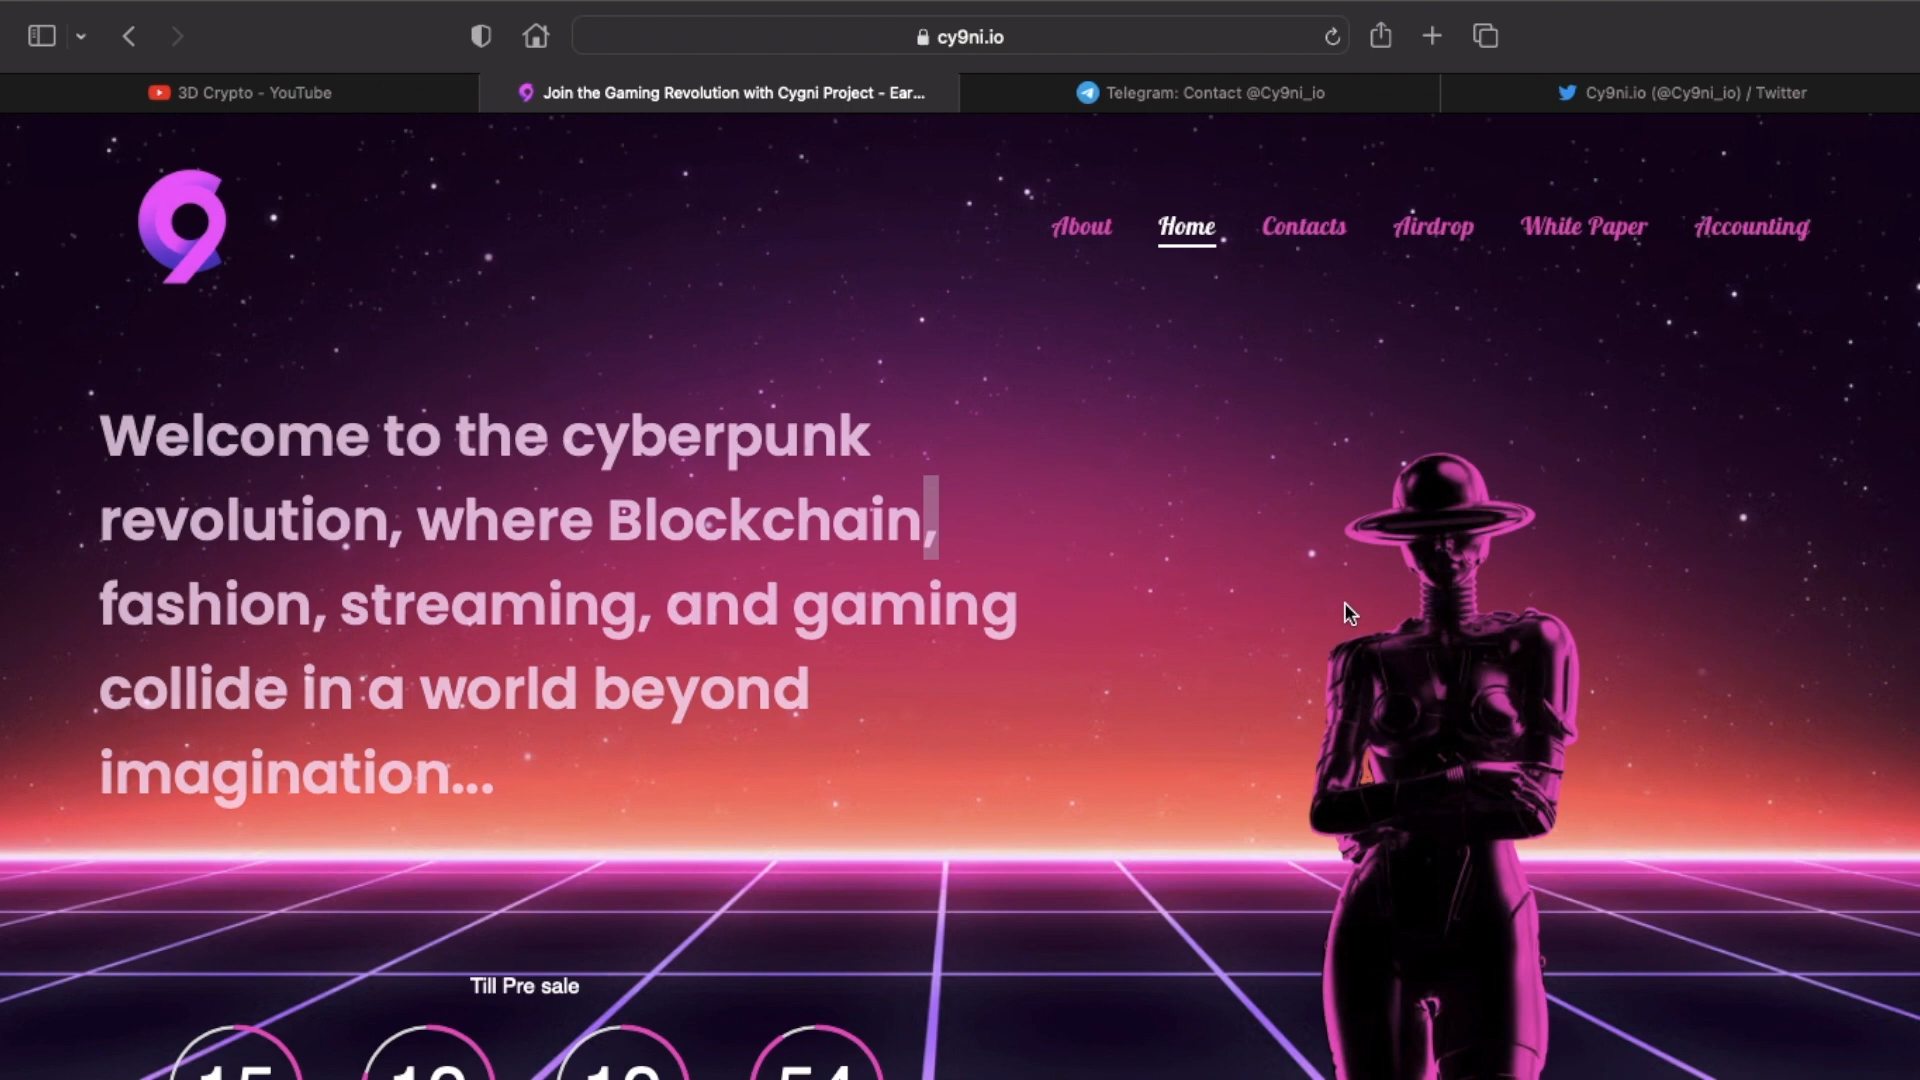 cy9ni.io
3D Crypto - YouTube
Join the Gaming Revolution with Cygni Project - Ear...
Telegram: Contact @Cy9ni_io
Cy9ni.io (@Cy9ni_io) / Twitter
9
About Home Contacts Airdrop White Paper Accounting
Welcome to the cyberpunk
revolution, where Blockchain,
fashion, streaming, and gaming
collide in a world beyond
imagination...
Till Pre sale
54